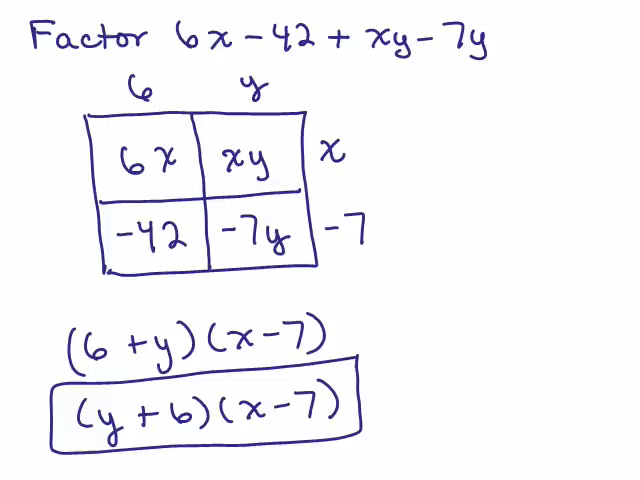 Factor 6x - 42 + xy - 7y
6 y
6x xy x
-42 -7y -7
(6 + y)(x - 7)
(y + 6)(x - 7)